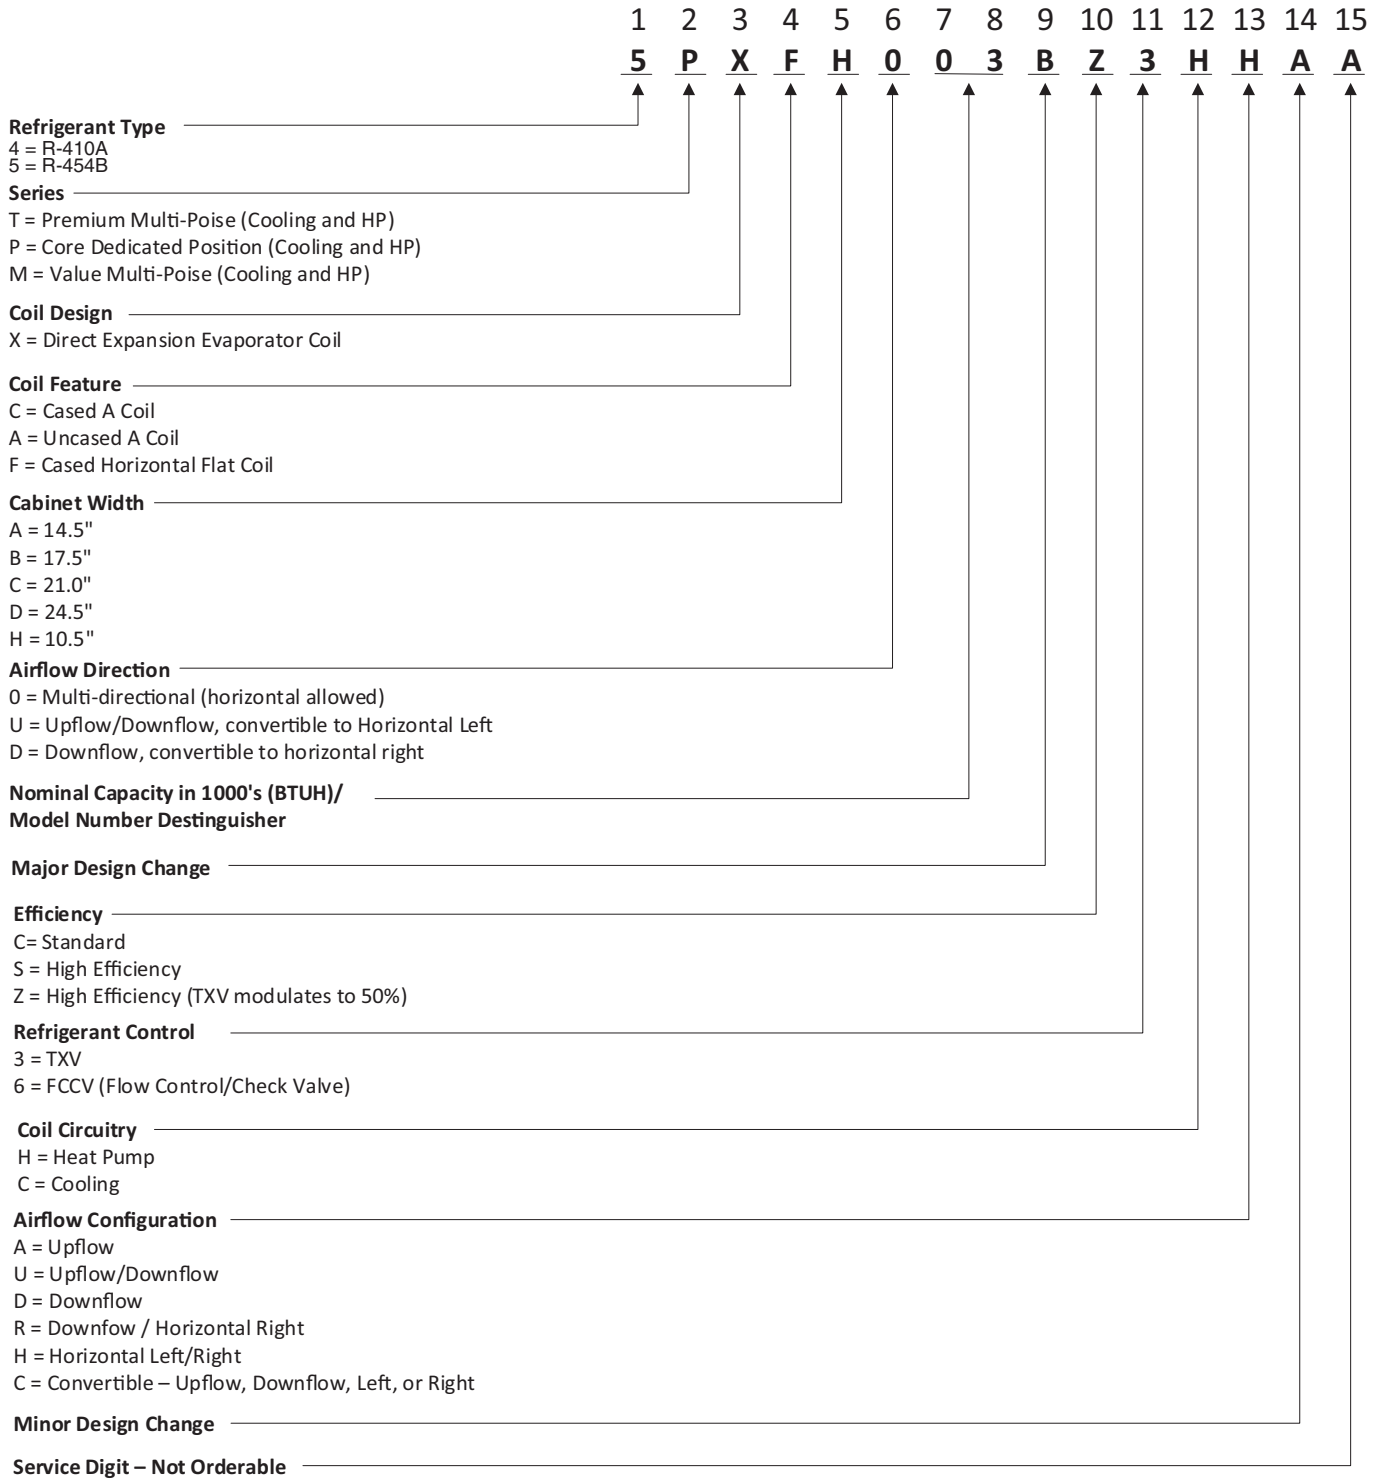 1 2 3 4 5 6 7 8 9 10 11 12 13 14 15
5 P X F H 0 0 3 B Z 3 H H A A
Refrigerant Type
4 = R-410A
5 = R-454B
Series
T = Premium Multi-Poise (Cooling and HP)
P = Core Dedicated Position (Cooling and HP)
M = Value Multi-Poise (Cooling and HP)
Coil Design
X = Direct Expansion Evaporator Coil
Coil Feature
C = Cased A Coil
A = Uncased A Coil
F = Cased Horizontal Flat Coil
Cabinet Width
A = 14.5"
B = 17.5"
C = 21.0"
D = 24.5"
H = 10.5"
Airflow Direction
0 = Multi-directional (horizontal allowed)
U = Upflow/Downflow, convertible to Horizontal Left
D = Downflow, convertible to horizontal right
Nominal Capacity in 1000's (BTUH)/
Model Number Destinguisher
Major Design Change
Efficiency
C= Standard
S = High Efficiency
Z = High Efficiency (TXV modulates to 50%)
Refrigerant Control
3 = TXV
6 = FCCV (Flow Control/Check Valve)
Coil Circuitry
H = Heat Pump
C = Cooling
Airflow Configuration
A = Upflow
U = Upflow/Downflow
D = Downflow
R = Downfow / Horizontal Right
H = Horizontal Left/Right
C = Convertible – Upflow, Downflow, Left, or Right
Minor Design Change
Service Digit – Not Orderable